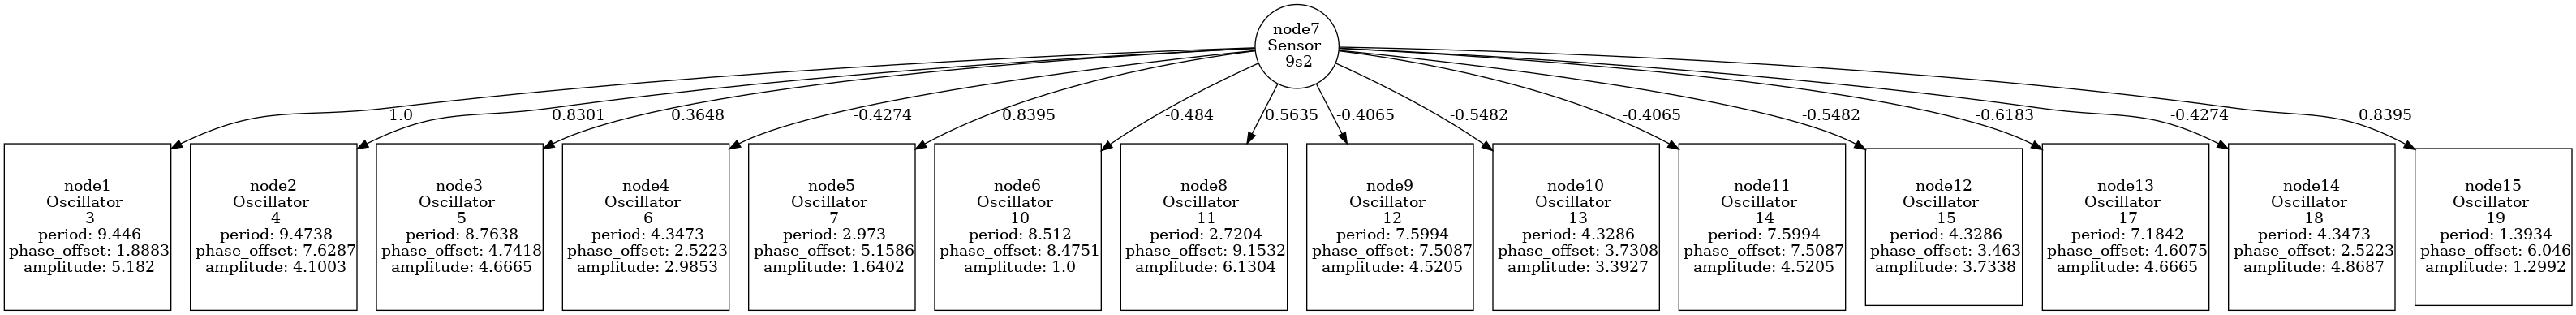 node7
Sensor
9s2
1.0
0.8301
0.3648
-0.4274
0.8395
-0.484
0.5635
-0.4065
-0.5482
-0.4065
-0.5482
-0.6183
-0.4274
0.8395
node1
Oscillator
3
period: 9.446
phase_offset: 1.8883
amplitude: 5.182
node2
Oscillator
4
period: 9.4738
phase_offset: 7.6287
amplitude: 4.1003
node3
Oscillator
5
period: 8.7638
phase_offset: 4.7418
amplitude: 4.6665
node4
Oscillator
6
period: 4.3473
phase_offset: 2.5223
amplitude: 2.9853
node5
Oscillator
7
period: 2.973
phase_offset: 5.1586
amplitude: 1.6402
node6
Oscillator
10
period: 8.512
phase_offset: 8.4751
amplitude: 1.0
node8
Oscillator
11
period: 2.7204
phase_offset: 9.1532
amplitude: 6.1304
node9
Oscillator
12
period: 7.5994
phase_offset: 7.5087
amplitude: 4.5205
node10
Oscillator
13
period: 4.3286
phase_offset: 3.7308
amplitude: 3.3927
node11
Oscillator
14
period: 7.5994
phase_offset: 7.5087
amplitude: 4.5205
node12
Oscillator
15
period: 4.3286
phase_offset: 3.463
amplitude: 3.7338
node13
Oscillator
17
period: 7.1842
phase_offset: 4.6075
amplitude: 4.6665
node14
Oscillator
18
period: 4.3473
phase_offset: 2.5223
amplitude: 4.8687
node15
Oscillator
19
period: 1.3934
phase_offset: 6.046
amplitude: 1.2992